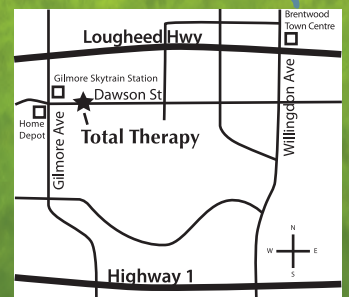 Brentwood
Town Centre
Lougheed Hwy
Gilmore Skytrain Station
Dawson St
Home
Depot
Total Therapy
Gilmore Ave
Willingdon Ave
N
W
E
S
Highway 1